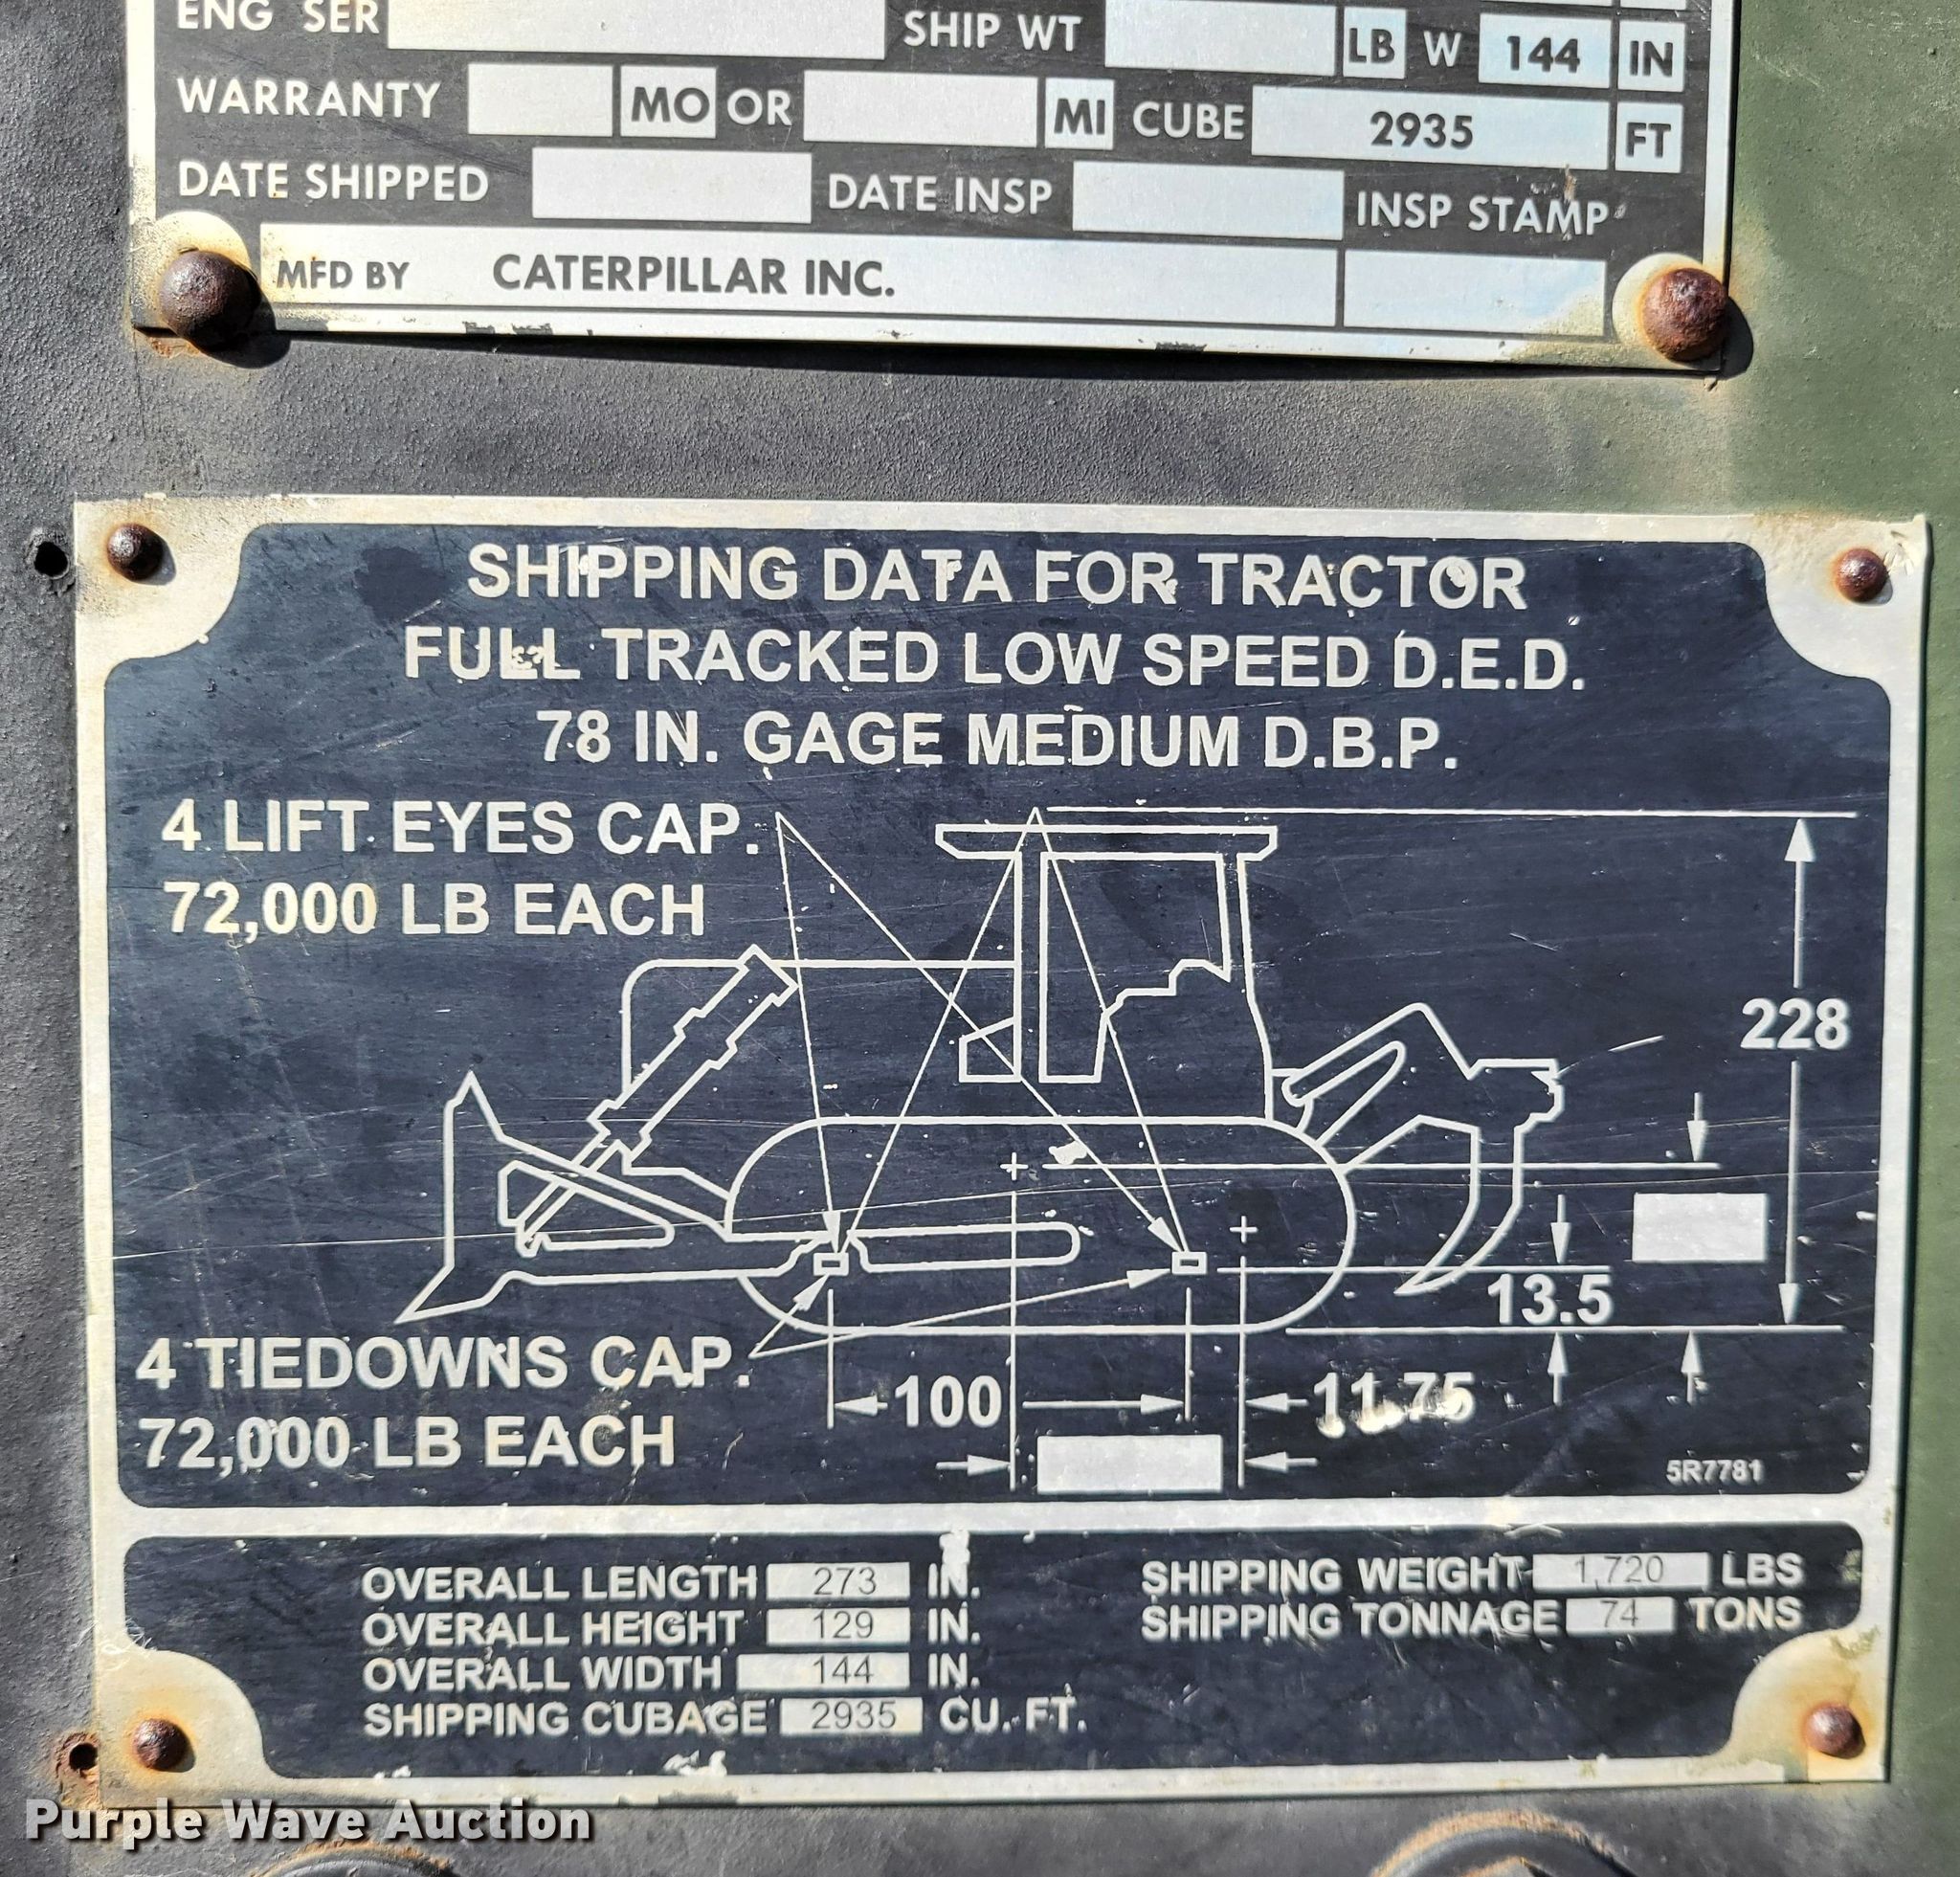 ENG SER SHIP WT LB W 144 IN
WARRANTY MO OR MI CUBE 2935 FT
DATE SHIPPED DATE INSP INSP STAMP
MFD BY CATERPILLAR INC.
SHIPPING DATA FOR TRACTOR
FULL TRACKED LOW SPEED D.E.D.
78 IN. GAGE MEDIUM D.B.P.
4 LIFT EYES CAP.
72,000 LB EACH
228
13.5
4 TIEDOWNS CAP.
72,000 LB EACH
100
11.75
5R7781
OVERALL LENGTH 273 IN.
OVERALL HEIGHT 129 IN.
OVERALL WIDTH 144 IN.
SHIPPING CUBAGE 2935 CU. FT.
SHIPPING WEIGHT 1,720 LBS
SHIPPING TONNAGE 74 TONS
Purple Wave Auction